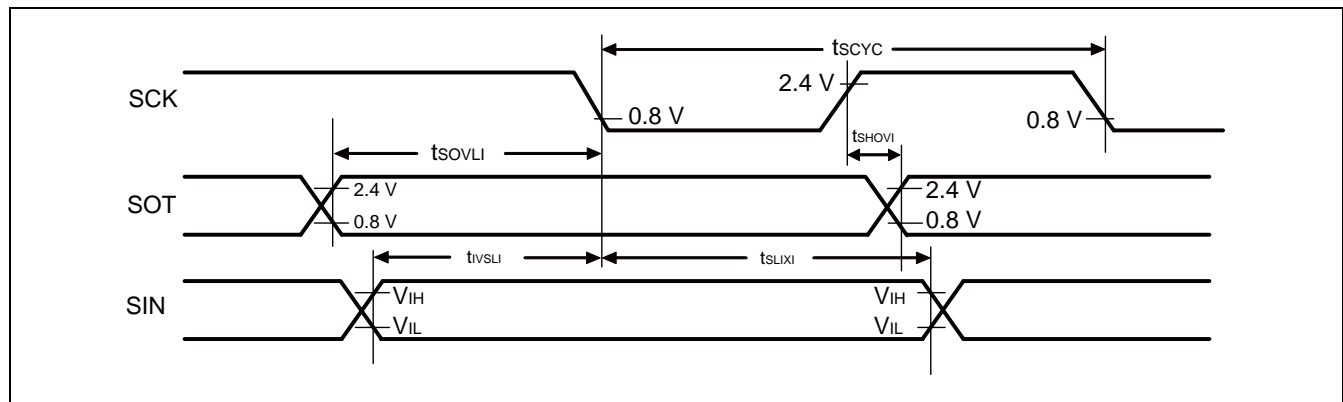 tSCYC
SCK
2.4 V
0.8 V
0.8 V
tSHOVI
tSOVLI
SOT
2.4 V
0.8 V
2.4 V
0.8 V
tIVSLI
tSLIXI
SIN
VIH
VIL
VIH
VIL